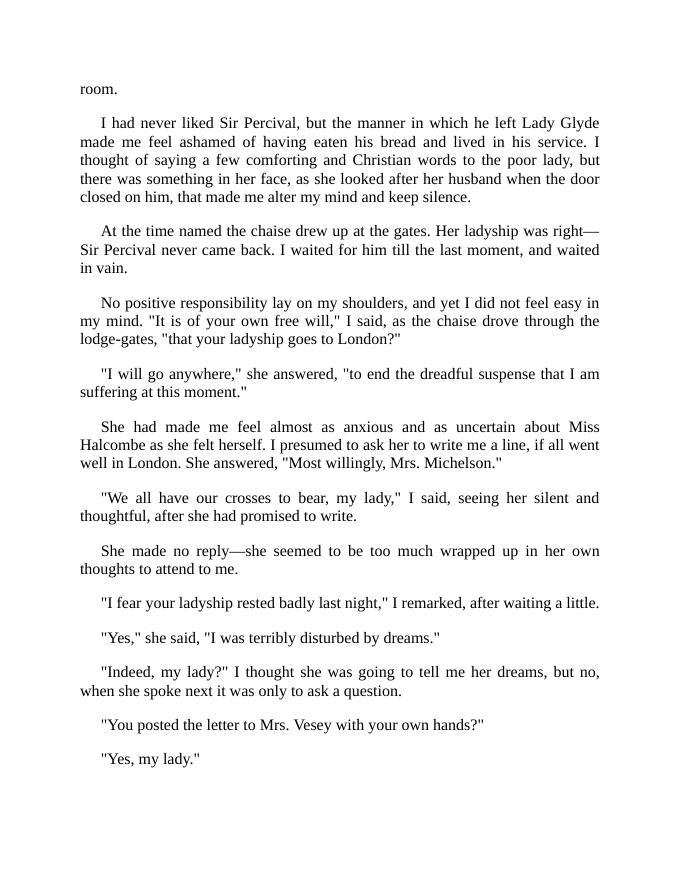 room.
I had never liked Sir Percival, but the manner in which he left Lady Glyde
made me feel ashamed of having eaten his bread and lived in his service. I
thought of saying a few comforting and Christian words to the poor lady, but
there was something in her face, as she looked after her husband when the door
closed on him, that made me alter my mind and keep silence.
At the time named the chaise drew up at the gates. Her ladyship was right—
Sir Percival never came back. I waited for him till the last moment, and waited
in vain.
No positive responsibility lay on my shoulders, and yet I did not feel easy in
my mind. "It is of your own free will," I said, as the chaise drove through the
lodge-gates, "that your ladyship goes to London?"
"I will go anywhere," she answered, "to end the dreadful suspense that I am
suffering at this moment."
She had made me feel almost as anxious and as uncertain about Miss
Halcombe as she felt herself. I presumed to ask her to write me a line, if all went
well in London. She answered, "Most willingly, Mrs. Michelson."
"We all have our crosses to bear, my lady," I said, seeing her silent and
thoughtful, after she had promised to write.
She made no reply—she seemed to be too much wrapped up in her own
thoughts to attend to me.
"I fear your ladyship rested badly last night," I remarked, after waiting a little.
"Yes," she said, "I was terribly disturbed by dreams."
"Indeed, my lady?" I thought she was going to tell me her dreams, but no,
when she spoke next it was only to ask a question.
"You posted the letter to Mrs. Vesey with your own hands?"
"Yes, my lady."